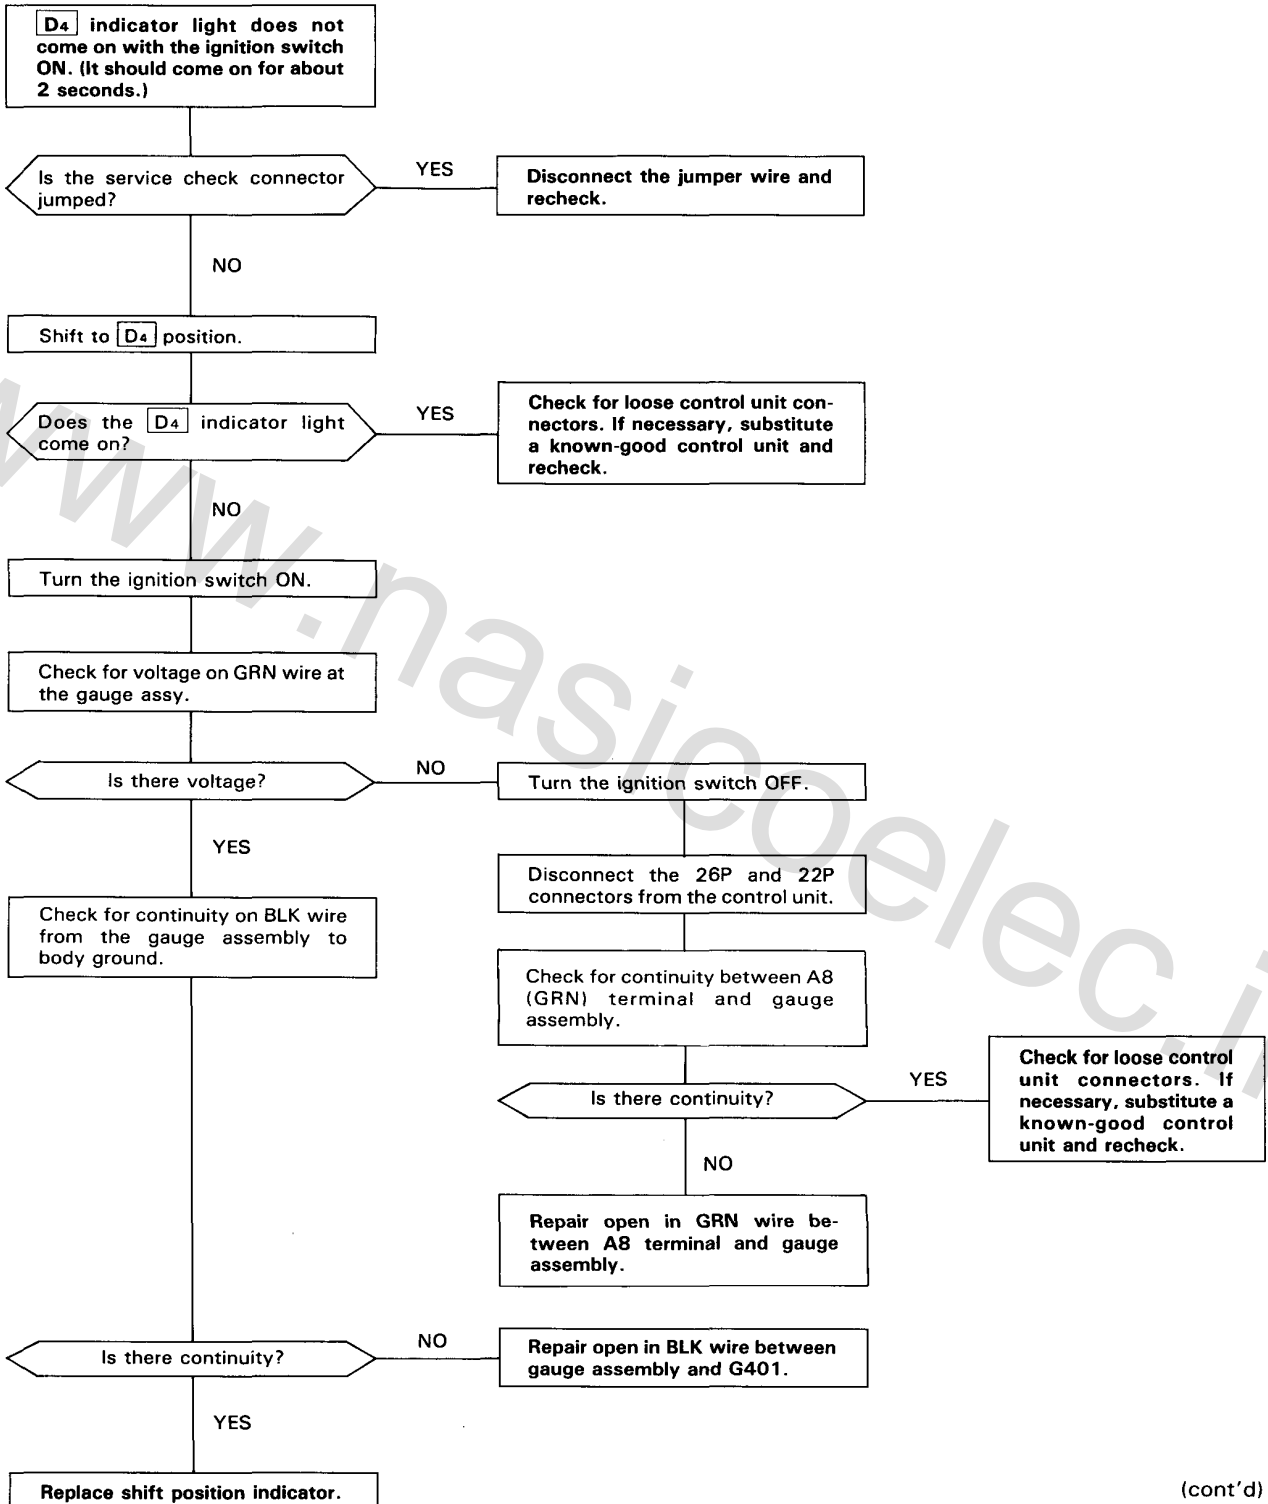 D4 indicator light does not
come on with the ignition switch
ON. (It should come on for about
2 seconds.)
Is the service check connector
jumped?
YES
Disconnect the jumper wire and
recheck.
NO
Shift to D4 position.
Does the D4 indicator light
come on?
YES
Check for loose control unit con-
nectors. If necessary, substitute
a known-good control unit and
recheck.
NO
Turn the ignition switch ON.
Check for voltage on GRN wire at
the gauge assy.
Is there voltage?
NO
Turn the ignition switch OFF.
YES
Disconnect the 26P and 22P
connectors from the control unit.
Check for continuity on BLK wire
from the gauge assembly to
body ground.
Check for continuity between A8
(GRN) terminal and gauge
assembly.
Is there continuity?
YES
Check for loose control
unit connectors. If
necessary, substitute a
known-good control
unit and recheck.
NO
Repair open in GRN wire be-
tween A8 terminal and gauge
assembly.
Is there continuity?
NO
Repair open in BLK wire between
gauge assembly and G401.
YES
Replace shift position indicator.
(cont'd)
www.nasicoelec.ir